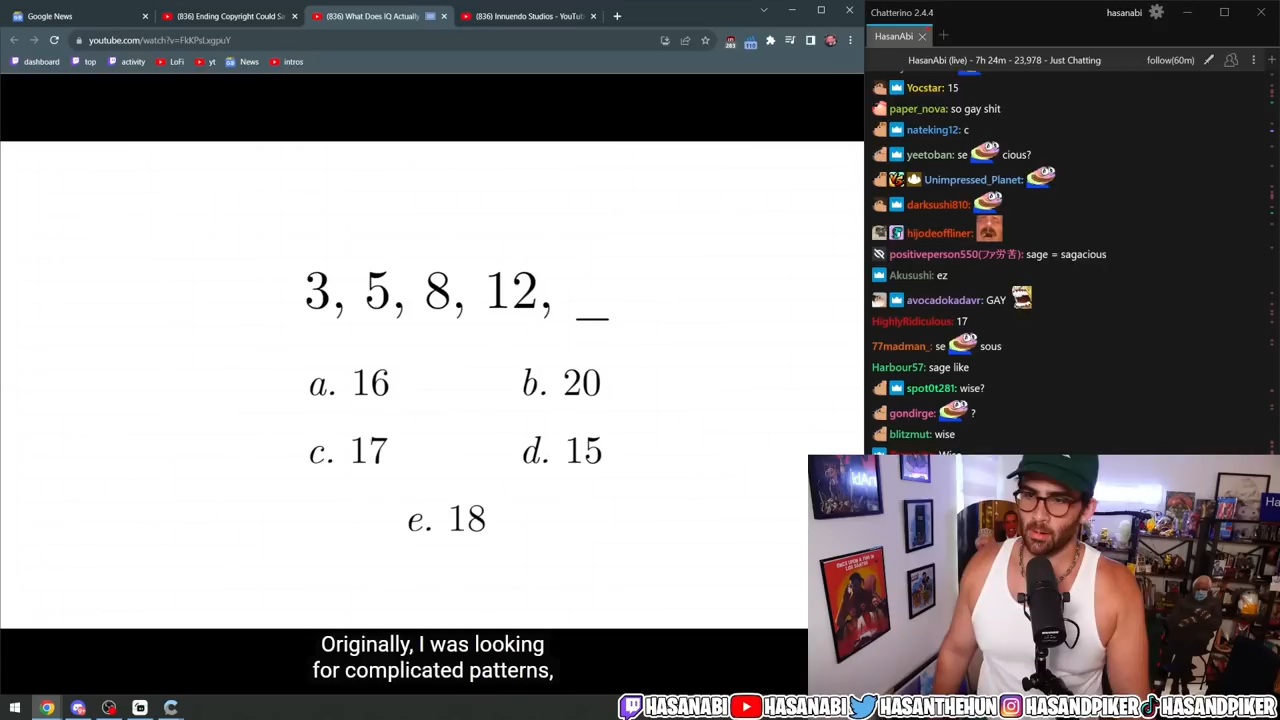 Google News
(836) Ending Copyright Could Sa
(836) What Does IQ Actually
(836) Innuendo Studios - YouTub
youtube.com/watch?v=FkKPsLxgpuY
dashboard
top
activity
LoFi
yt
News
intros
3, 5, 8, 12, _
a. 16
b. 20
c. 17
d. 15
e. 18
Originally, I was looking
for complicated patterns,
Chatterino 2.4.4
hasanabi
HasanAbi
HasanAbi (live) - 7h 24m - 23,978 - Just Chatting
follow(60m)
Yocstar: 15
paper_nova: so gay shit
nateking12: c
yeetoban: se cious?
Unimpressed_Planet:
darksushi810:
hijodeoffliner:
positiveperson550(ファ労苦): sage = sagacious
Akusushi: ez
avocadokadavr: GAY
HighlyRidiculous: 17
77madman_: se sous
Harbour57: sage like
spot0t281: wise?
gondirge: ?
blitzmut: wise
HASANABI
HASANABI
HASANTHEHUN
HASANDPIKER
HASANDPIKER